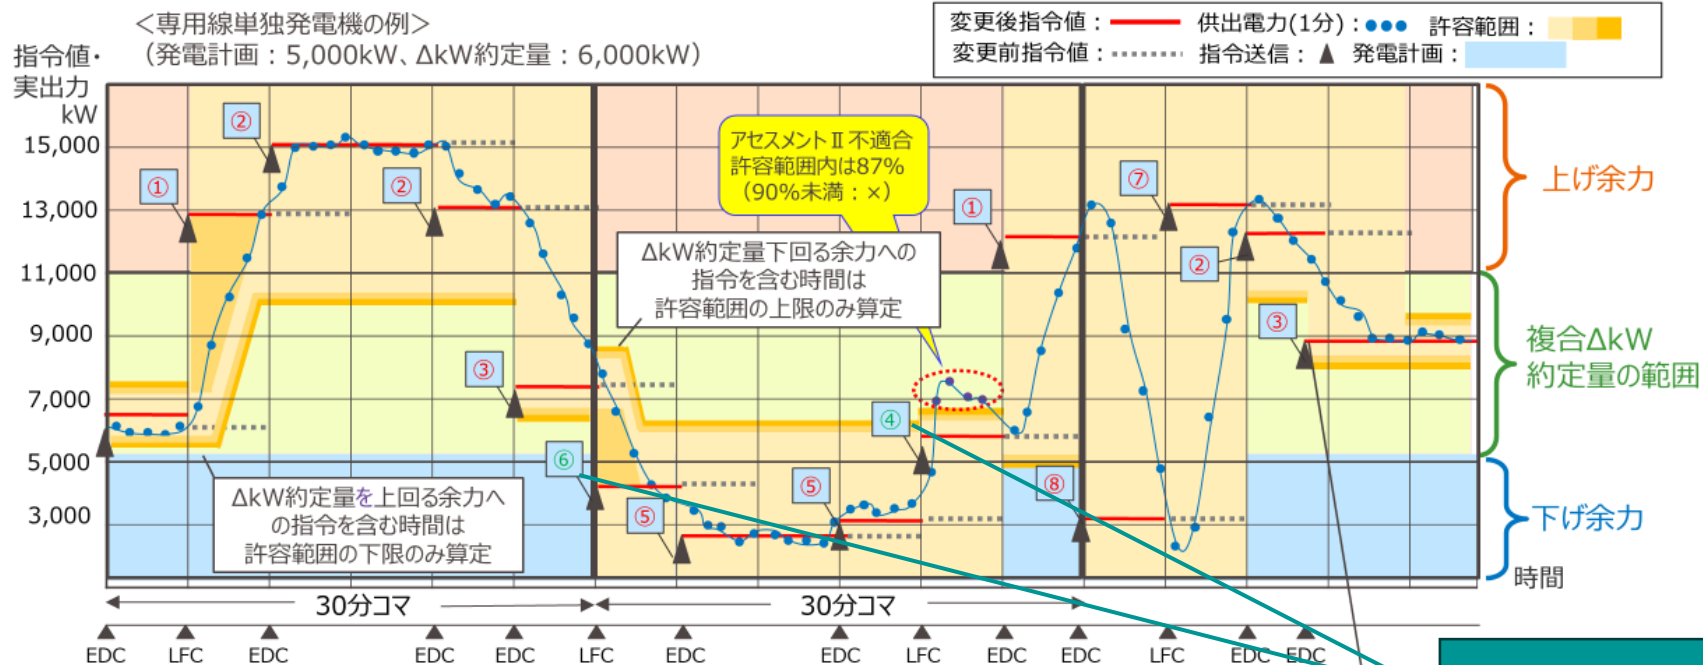 ＜専用線単独発電機の例＞
（発電計画：5,000kW、ΔkW約定量：6,000kW）
変更後指令値：
供出電力(1分)：
許容範囲：
変更前指令値：
指令送信：
発電計画：
指令値・
実出力
kW
15,000
13,000
11,000
9,000
7,000
5,000
3,000
①
②
②
③
⑥
⑤
⑤
④
①
⑧
⑦
②
③
アセスメントⅡ不適合
許容範囲内は87%
（90%未満：×）
ΔkW約定量下回る余力への
指令を含む時間は
許容範囲の上限のみ算定
ΔkW約定量を上回る余力へ
の指令を含む時間は
許容範囲の下限のみ算定
上げ余力
複合ΔkW
約定量の範囲
下げ余力
時間
30分コマ
30分コマ
EDC LFC EDC EDC EDC LFC EDC EDC LFC EDC EDC LFC EDC EDC